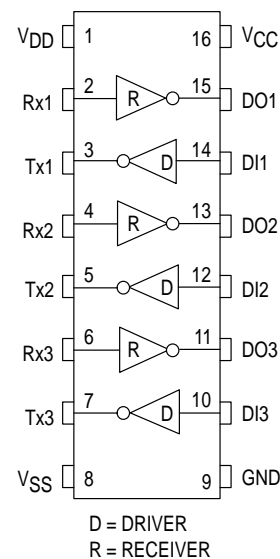 VDD 1 16 VCC
Rx1 2 R 15 DO1
Tx1 3 D 14 DI1
Rx2 4 R 13 DO2
Tx2 5 D 12 DI2
Rx3 6 R 11 DO3
Tx3 7 D 10 DI3
VSS 8 9 GND
D = DRIVER
R = RECEIVER